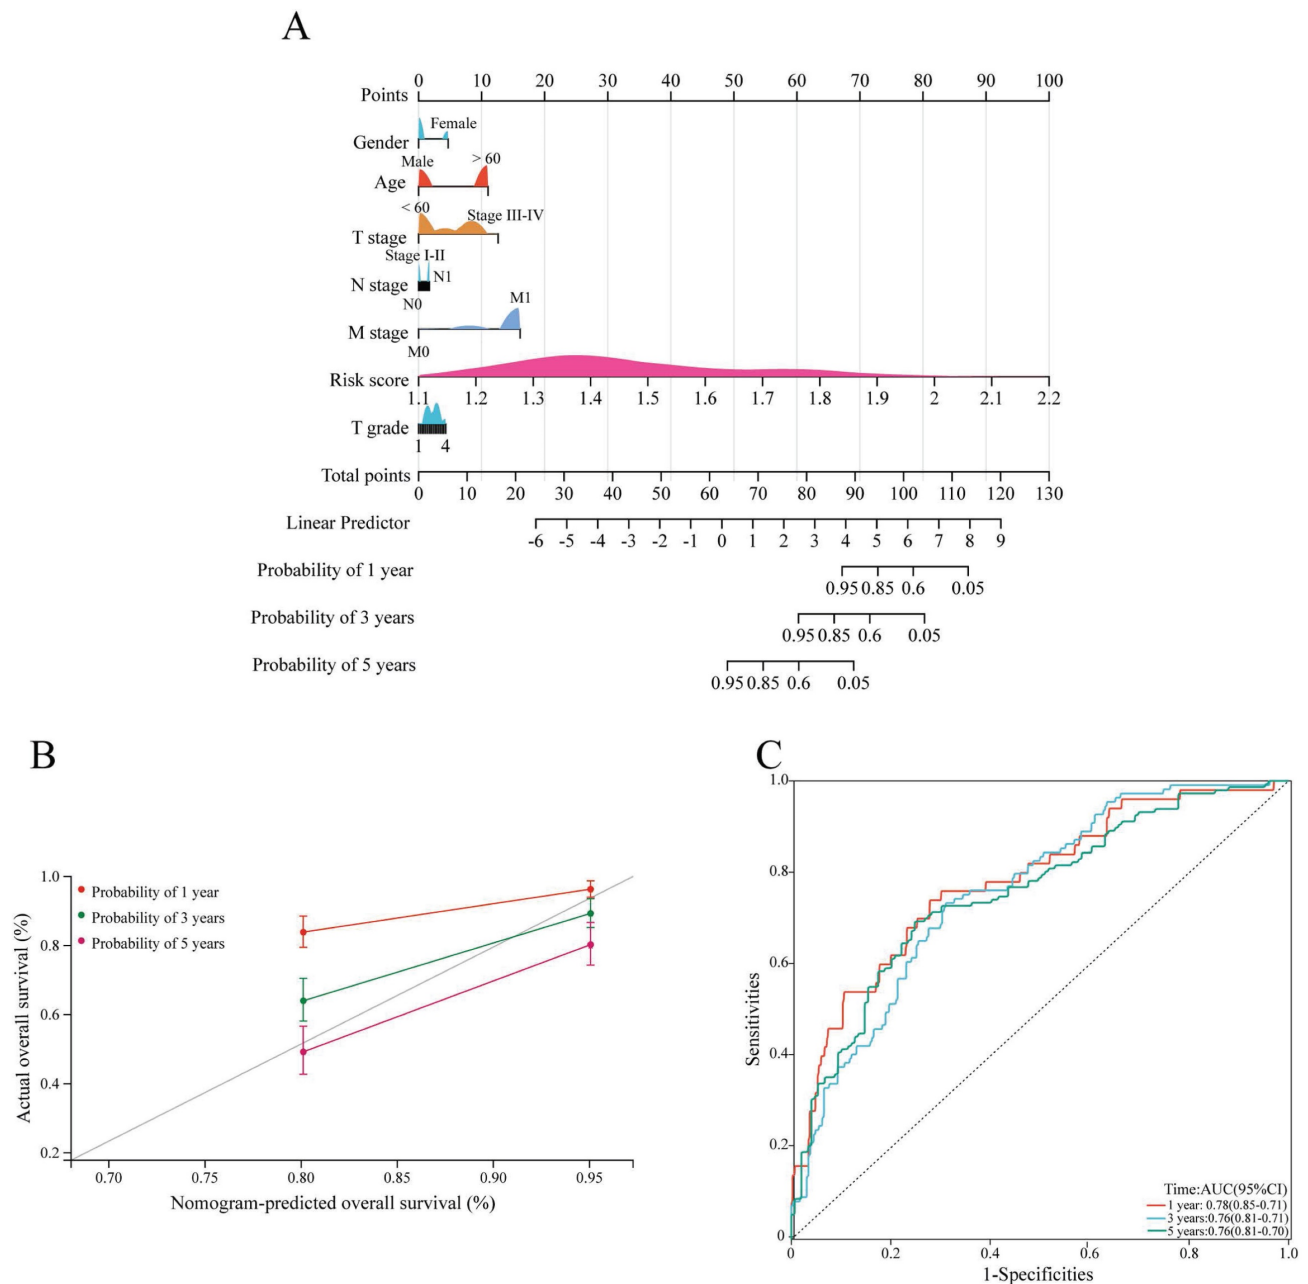 A
0 10 20 30 40 50 60 70 80 90 100
Points
Female
Gender
Male > 60
Age
< 60 Stage III-IV
T stage
Stage I-II
N1
N stage
N0 M1
M stage
M0
Risk score
1.1 1.2 1.3 1.4 1.5 1.6 1.7 1.8 1.9 2 2.1 2.2
T grade
1 4
Total points
0 10 20 30 40 50 60 70 80 90 100 110 120 130
Linear Predictor
-6 -5 -4 -3 -2 -1 0 1 2 3 4 5 6 7 8 9
Probability of 1 year
0.95 0.85 0.6 0.05
Probability of 3 years
0.95 0.85 0.6 0.05
Probability of 5 years
0.95 0.85 0.6 0.05
B
1.0
0.8
0.6
0.4
0.2
Actual overall survival (%)
Probability of 1 year
Probability of 3 years
Probability of 5 years
0.70 0.75 0.80 0.85 0.90 0.95
Nomogram-predicted overall survival (%)
C
1.0
0.8
0.6
0.4
0.2
0
Sensitivities
Time:AUC(95%CI)
1 year: 0.78(0.85-0.71)
3 years:0.76(0.81-0.71)
5 years:0.76(0.81-0.70)
0 0.2 0.4 0.6 0.8 1.0
1-Specificities